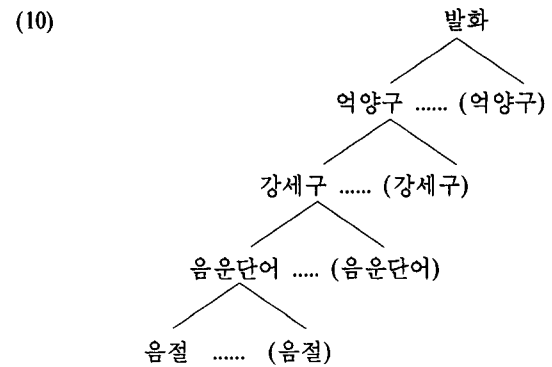 (10) 발화
억양구 ...... (억양구)
강세구 ...... (강세구)
음운단어 ..... (음운단어)
음절 ...... (음절)